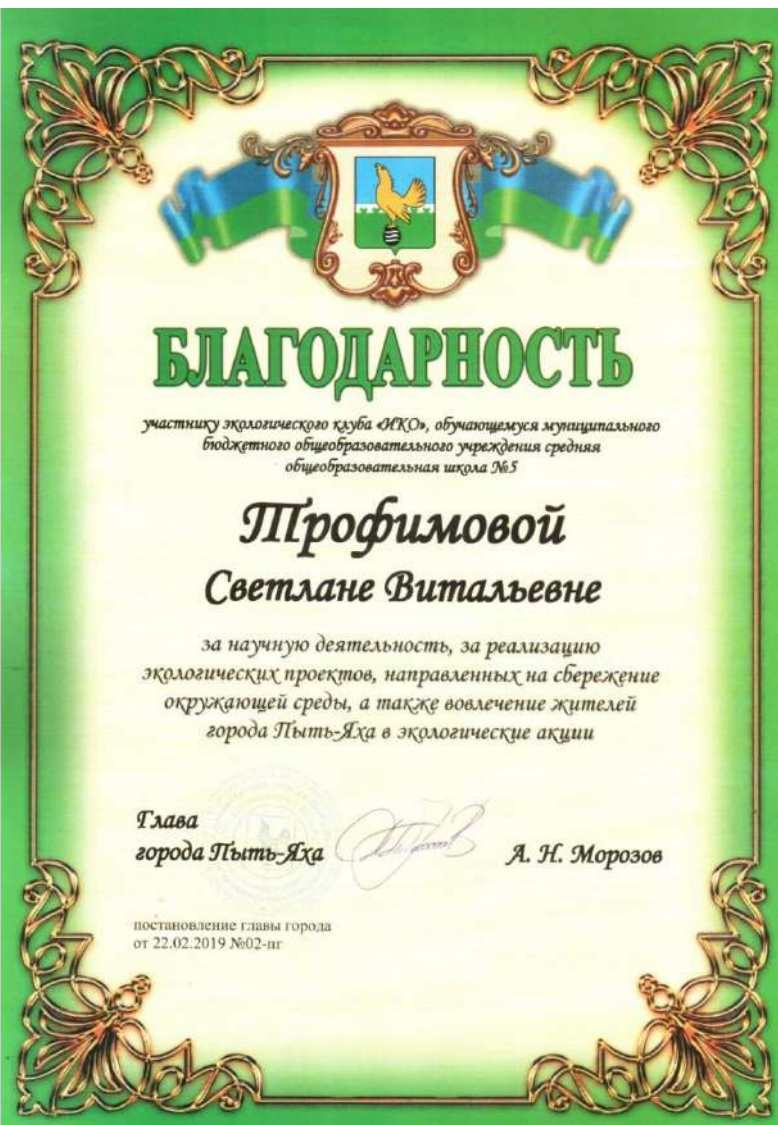 БЛАГОДАРНОСТЬ
участнику экологического клуба «ИКО», обучающемуся муниципального
бюджетного общеобразовательного учреждения средняя
общеобразовательная школа №5
Трофимовой
Светлане Витальевне
за научную деятельность, за реализацию
экологических проектов, направленных на сбережение
окружающей среды, а также вовлечение жителей
города Пыть-Яха в экологические акции
Глава
города Пыть-Яха
А. Н. Морозов
постановление главы города
от 22.02.2019 №02-пг